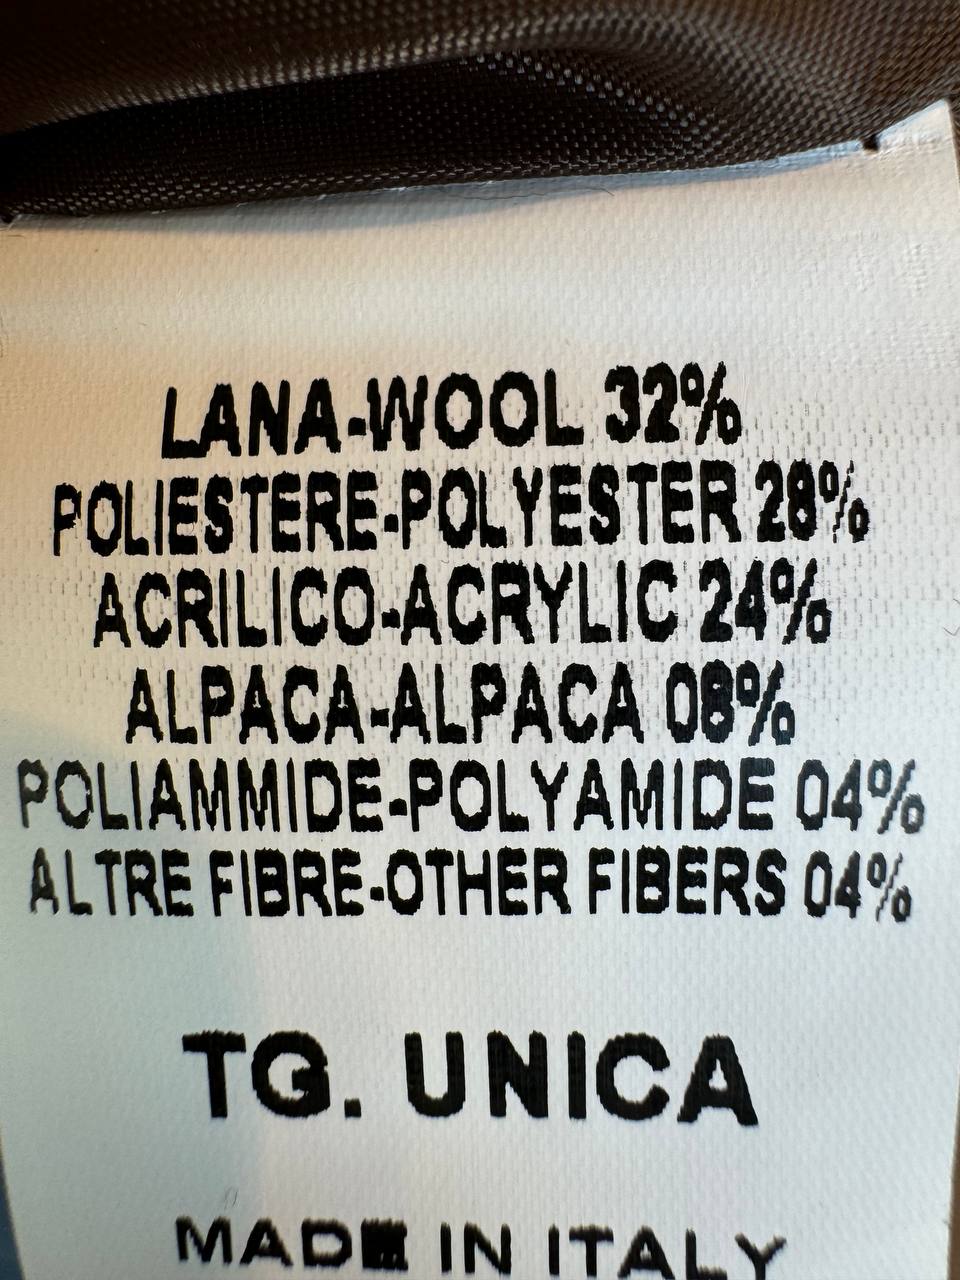 LANA-WOOL 32%
POLIESTERE-POLYESTER 28%
ACRILICO-ACRYLIC 24%
ALPACA-ALPACA 08%
POLIAMMIDE-POLYAMIDE 04%
ALTRE FIBRE-OTHER FIBERS 04%
TG. UNICA
MADE IN ITALY